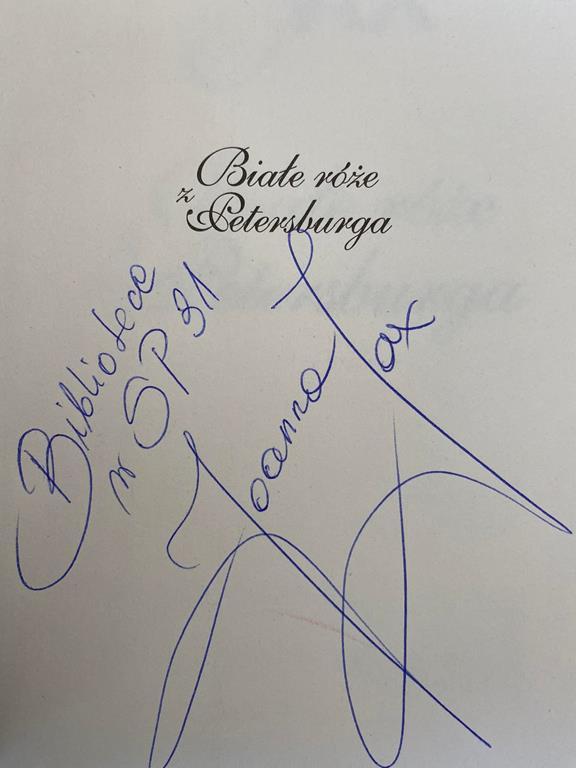 Białe róże
z Petersburga
Bibliotece
w SP 31
Joanna Jax